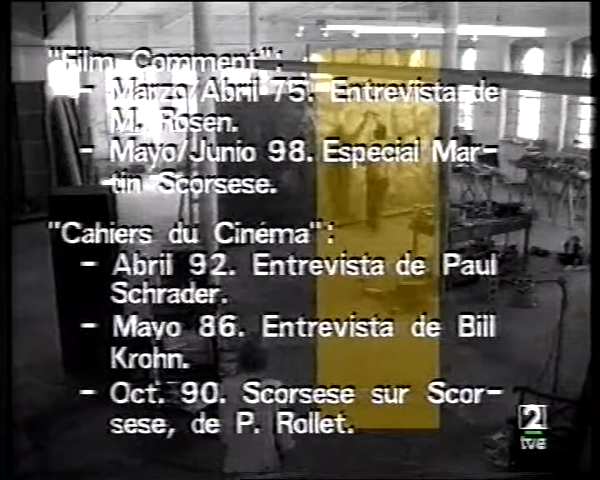 "Film Comment":
- Marzo/Abril 75. Entrevista de
M. Rosen.
- Mayo/Junio 98. Especial Mar-
tin Scorsese.
"Cahiers du Cinéma":
- Abril 92. Entrevista de Paul
Schrader.
- Mayo 86. Entrevista de Bill
Krohn.
- Oct. 90. Scorsese sur Scor-
sese, de P. Rollet.
2
tve